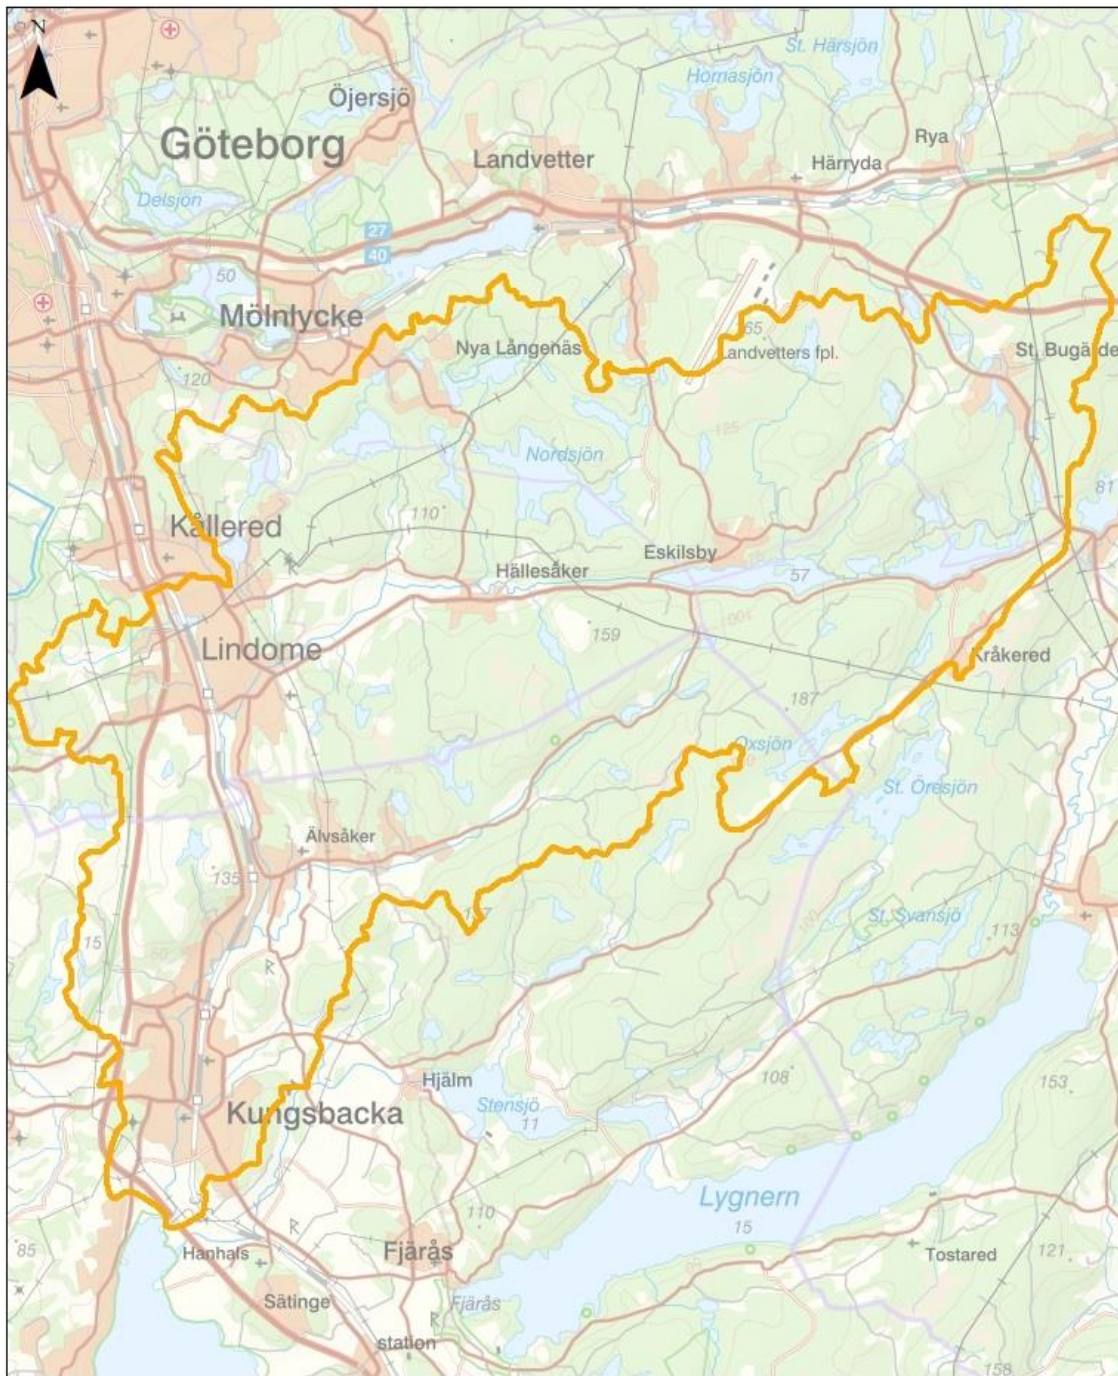 N
Öjersjö
St. Härsjön
Hornasjön
Göteborg
Landvetter
Rya
Härryda
Delsjön
27
40
50
Mölnlycke
65
Nya Långenäs
Landvetters fpl.
St. Bugärde
120
125
Nordsjön
81
Kållered
110
Eskilsby
Hällesåker
57
159
1001
Lindome
Kråkered
187
Oxsjön
St. Öresjön
Älvsåker
135
St. Svansjö
15
113
108
153
Hjälm
Stensjö
11
Kungsbacka
Lygnern
110
15
85
Hanhals
Fjärås
Tostared
121
Sätinge
Fjärås
station
158